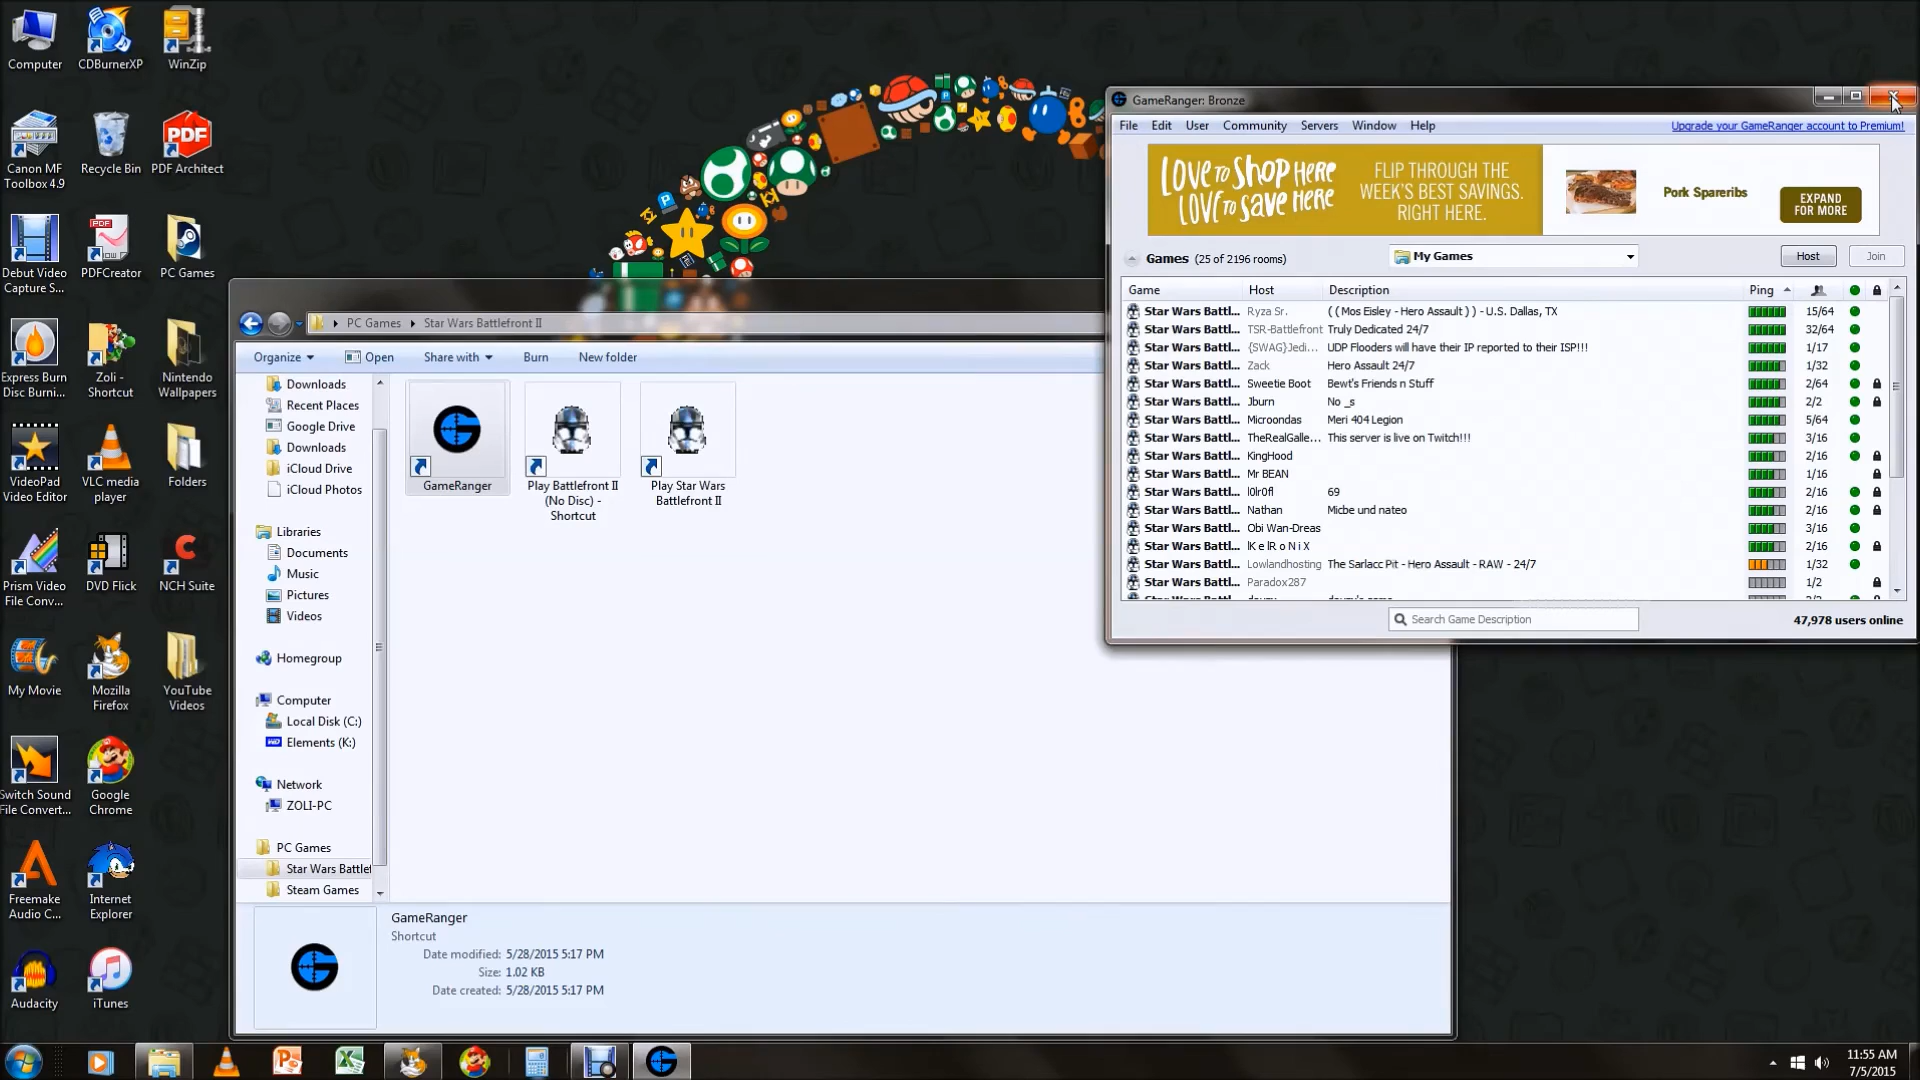 Computer
CDBurnerXP
WinZip
Canon MF
Toolbox 4.9
Recycle Bin
PDF Architect
Debut Video
Capture S...
PDFCreator
PC Games
Express Burn
Disc Burni...
Zoli -
Shortcut
Nintendo
Wallpapers
VideoPad
Video Editor
VLC media
player
Folders
Prism Video
File Conv...
DVD Flick
NCH Suite
My Movie
Mozilla
Firefox
YouTube
Videos
Switch Sound
File Convert...
Google
Chrome
Freemake
Audio C...
Internet
Explorer
Audacity
iTunes
PC Games
Star Wars Battlefront II
Organize
Open
Share with
Burn
New folder
Downloads
Recent Places
Google Drive
Downloads
iCloud Drive
iCloud Photos
Libraries
Documents
Music
Pictures
Videos
Homegroup
Computer
Local Disk (C:)
Elements (K:)
Network
ZOLI-PC
PC Games
Star Wars Battlef
Steam Games
GameRanger
Play Battlefront II
(No Disc) -
Shortcut
Play Star Wars
Battlefront II
GameRanger
Shortcut
Date modified: 5/28/2015 5:17 PM
Size: 1.02 KB
Date created: 5/28/2015 5:17 PM
GameRanger: Bronze
File Edit User Community Servers Window Help
Upgrade your GameRanger account to Premium!
LOVE to SHOP HERE
LOVE to SAVE HERE
FLIP THROUGH THE
WEEK'S BEST SAVINGS.
RIGHT HERE.
Pork Spareribs
EXPAND
FOR MORE
Games (25 of 2196 rooms)
My Games
Host
Join
Game Host Description Ping
Star Wars Battl... Ryza Sr. ( ( Mos Eisley - Hero Assault ) ) - U.S. Dallas, TX 15/64
Star Wars Battl... TSR-Battlefront Truly Dedicated 24/7 32/64
Star Wars Battl... {SWAG}Jedi... UDP Flooders will have their IP reported to their ISP!!! 1/17
Star Wars Battl... Zack Hero Assault 24/7 1/32
Star Wars Battl... Sweetie Boot Bewt's Friends n Stuff 2/64
Star Wars Battl... Jburn No _s 2/2
Star Wars Battl... Microondas Meri 404 Legion 5/64
Star Wars Battl... TheRealGalle... This server is live on Twitch!!! 3/16
Star Wars Battl... KingHood 2/16
Star Wars Battl... Mr BEAN 1/16
Star Wars Battl... l0lr0fl 69 2/16
Star Wars Battl... Nathan Micbe und nateo 2/16
Star Wars Battl... Obi Wan-Dreas 3/16
Star Wars Battl... lK e lR o N i X 2/16
Star Wars Battl... Lowlandhosting The Sarlacc Pit - Hero Assault - RAW - 24/7 1/32
Star Wars Battl... Paradox287 1/2
Search Game Description
47,978 users online
11:55 AM
7/5/2015